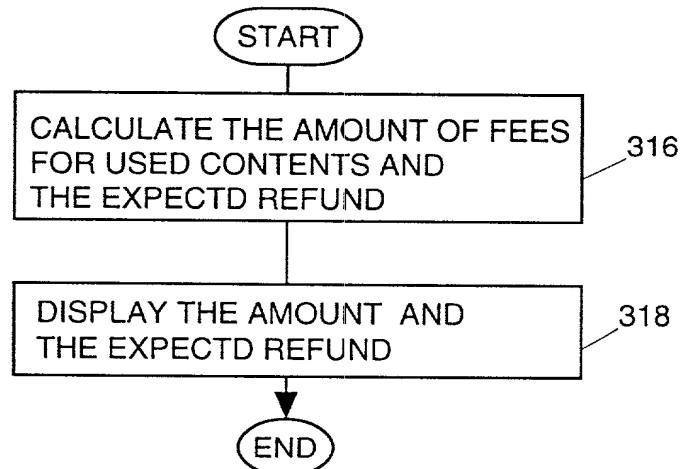 START
CALCULATE THE AMOUNT OF FEES
FOR USED CONTENTS AND
THE EXPECTD REFUND
316
DISPLAY THE AMOUNT AND
THE EXPECTD REFUND
318
END